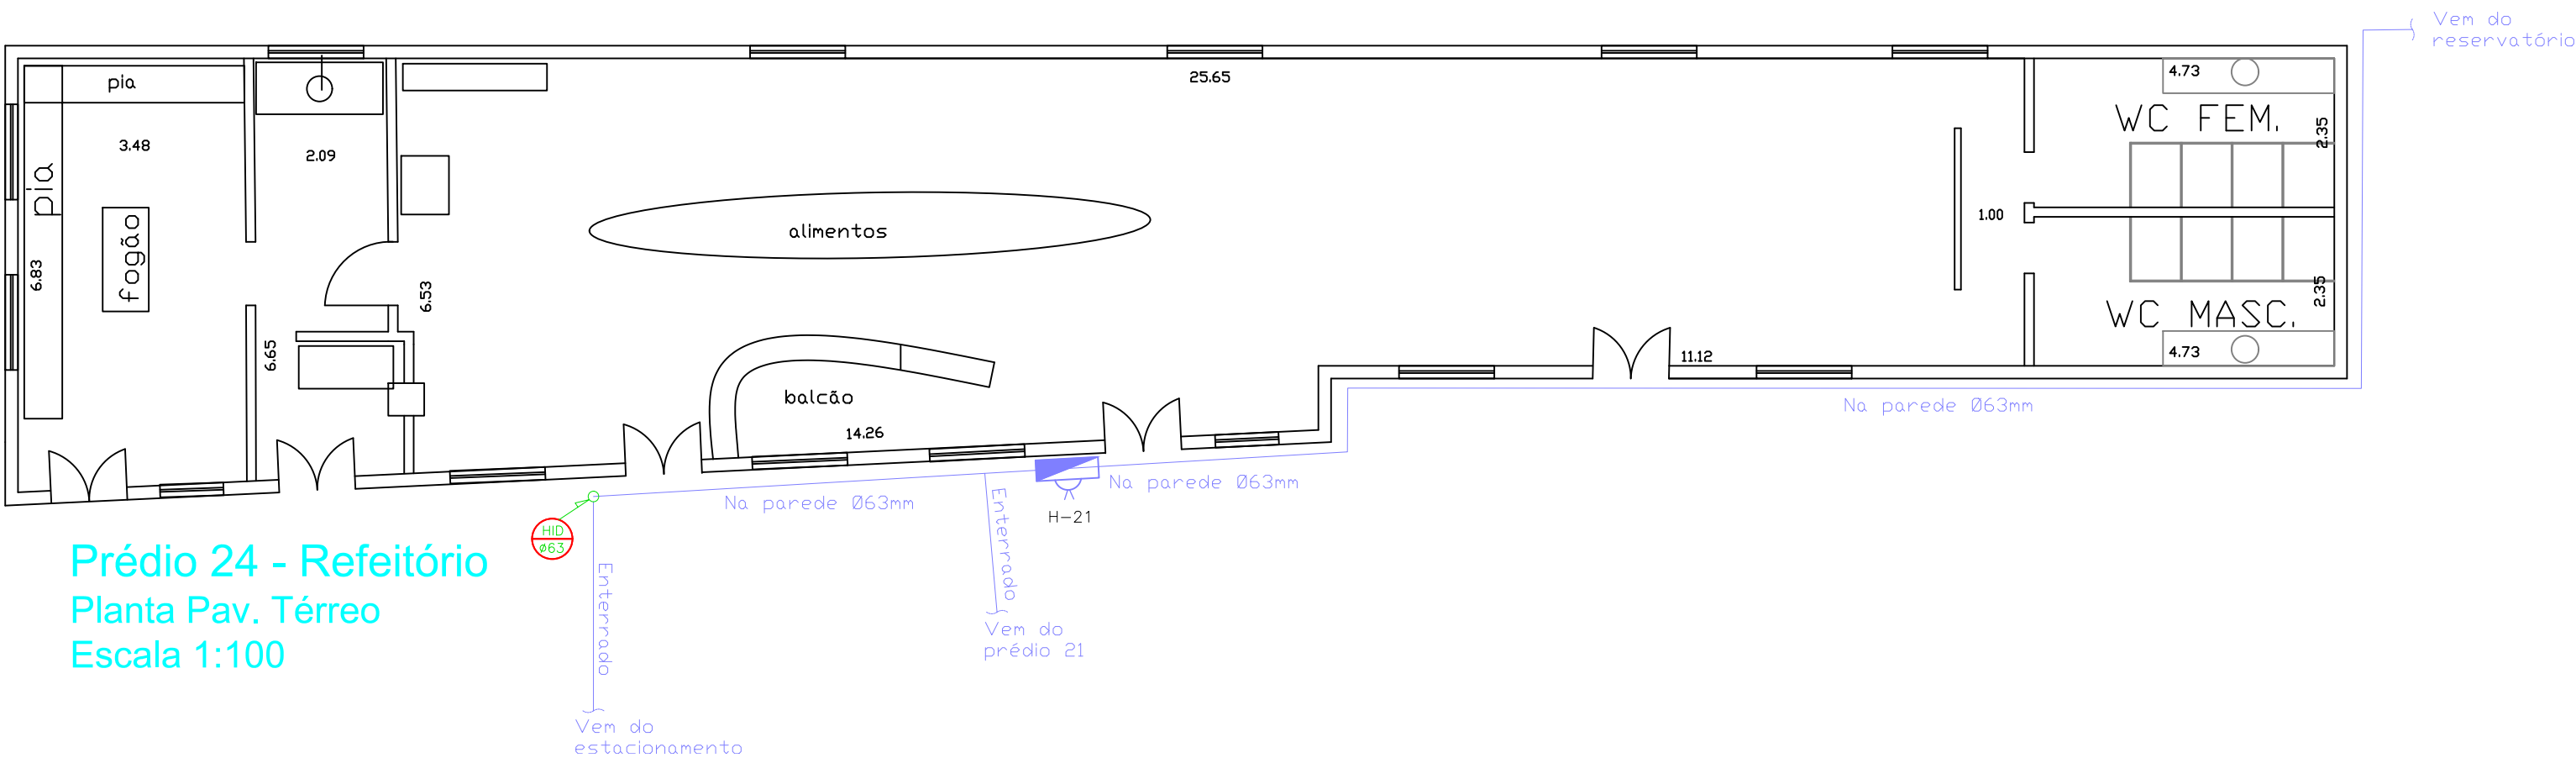 Vem do
reservatório
pia
25.65
4.73
WC FEM.
2.35
3.48
2.09
pia
1.00
alimentos
fogão
6.83
6.53
2.35
WC MASC.
4.73
6.65
11.12
balcão
14.26
Na parede Ø63mm
Na parede Ø63mm
Na parede Ø63mm
H-21
HID
ø63
Enterrado
Enterrado
Vem do
prédio 21
Vem do
estacionamento
Prédio 24 - Refeitório
Planta Pav. Térreo
Escala 1:100